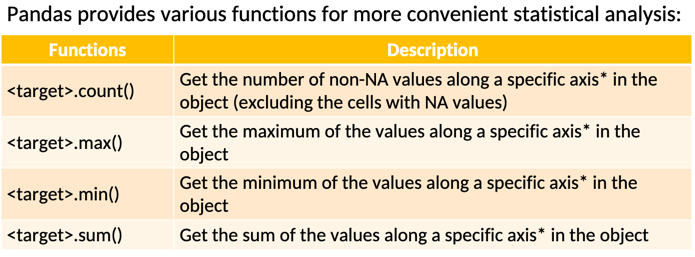 Pandas provides various functions for more convenient statistical analysis:
Functions Description
<target>.count() Get the number of non-NA values along a specific axis* in the
object (excluding the cells with NA values)
<target>.max() Get the maximum of the values along a specific axis* in the
object
<target>.min() Get the minimum of the values along a specific axis* in the
object
<target>.sum() Get the sum of the values along a specific axis* in the object